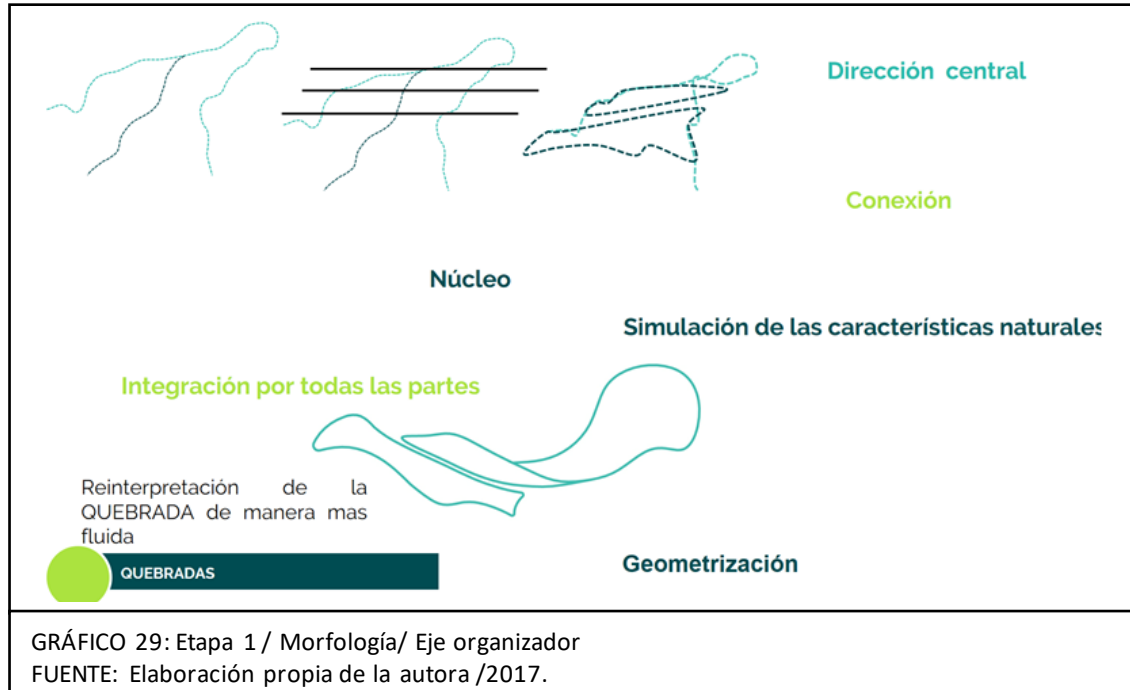 Dirección central
Conexión
Núcleo
Simulación de las características naturales
Integración por todas las partes
Reinterpretación de la
QUEBRADA de manera mas
fluida
QUEBRADAS
Geometrización
GRÁFICO 29: Etapa 1 / Morfología/ Eje organizador
FUENTE: Elaboración propia de la autora /2017.